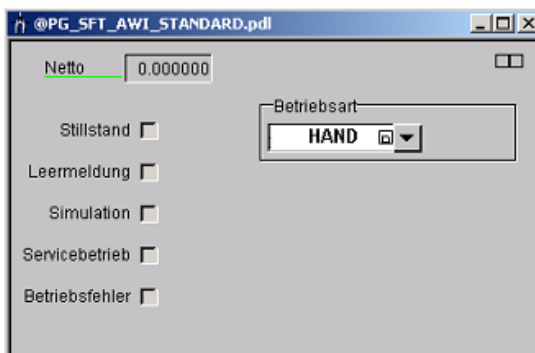 @PG_SFT_AWI_STANDARD.pdl
Netto 0.000000
Betriebsart
HAND
Stillstand
Leermeldung
Simulation
Servicebetrieb
Betriebsfehler